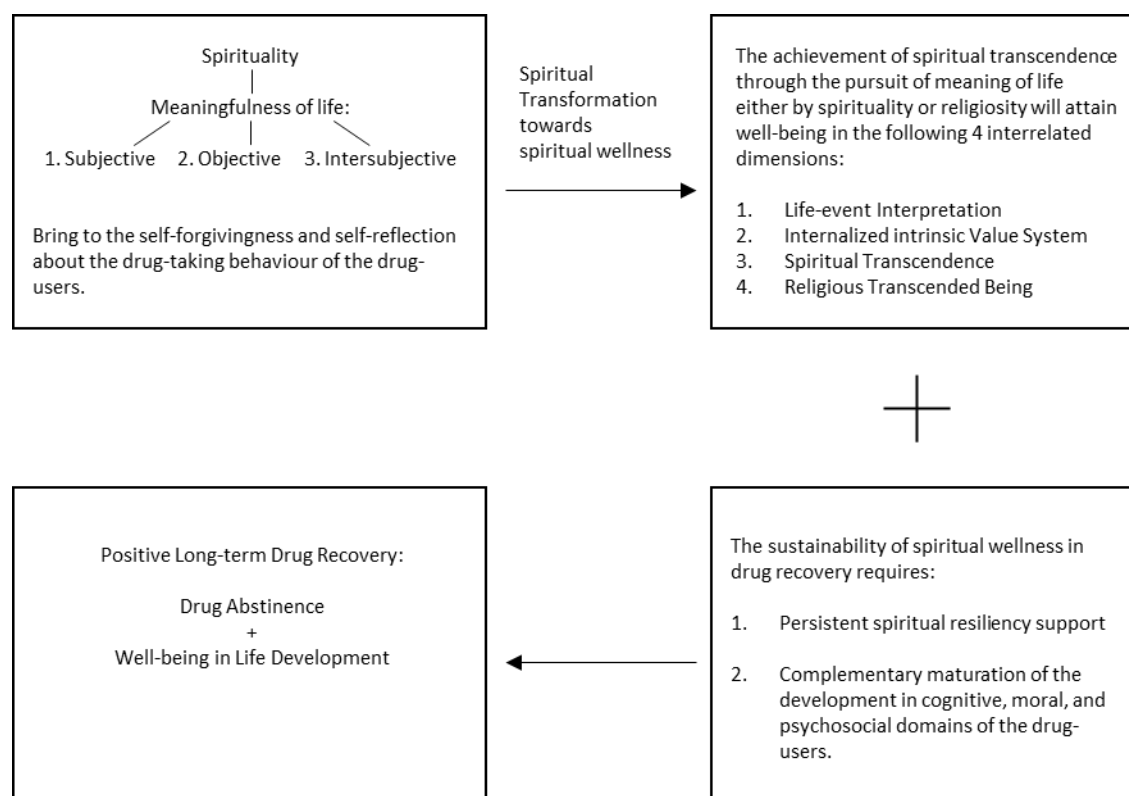 Spirituality
Meaningfulness of life:
1. Subjective 2. Objective 3. Intersubjective
Bring to the self-forgivingness and self-reflection
about the drug-taking behaviour of the drug-
users.
Spiritual
Transformation
towards
spiritual wellness
The achievement of spiritual transcendence
through the pursuit of meaning of life
either by spirituality or religiosity will attain
well-being in the following 4 interrelated
dimensions:
1. Life-event Interpretation
2. Internalized intrinsic Value System
3. Spiritual Transcendence
4. Religious Transcended Being
+
The sustainability of spiritual wellness in
drug recovery requires:
1. Persistent spiritual resiliency support
2. Complementary maturation of the
development in cognitive, moral, and
psychosocial domains of the drug-
users.
Positive Long-term Drug Recovery:
Drug Abstinence
+
Well-being in Life Development